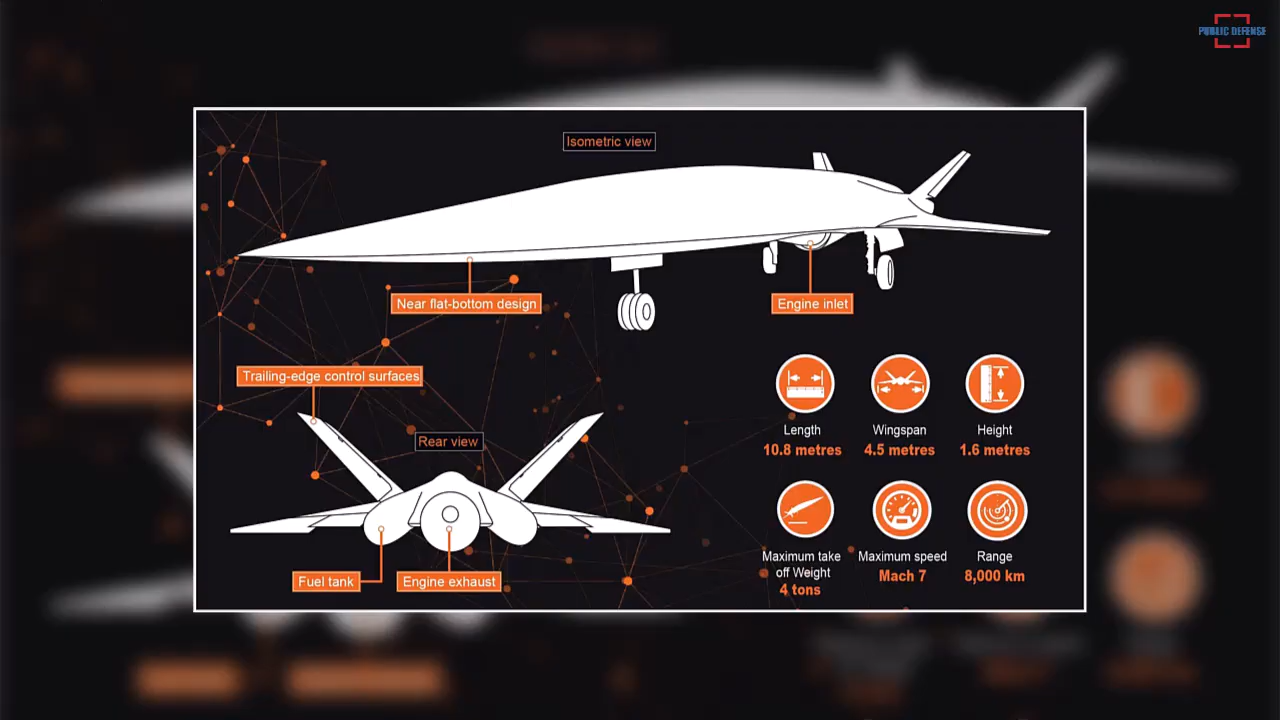 PUBLIC DEFENSE
Isometric view
Near flat-bottom design
Engine inlet
Trailing-edge control surfaces
Rear view
Fuel tank
Engine exhaust
Length
10.8 metres
Wingspan
4.5 metres
Height
1.6 metres
Maximum take
off Weight
4 tons
Maximum speed
Mach 7
Range
8,000 km